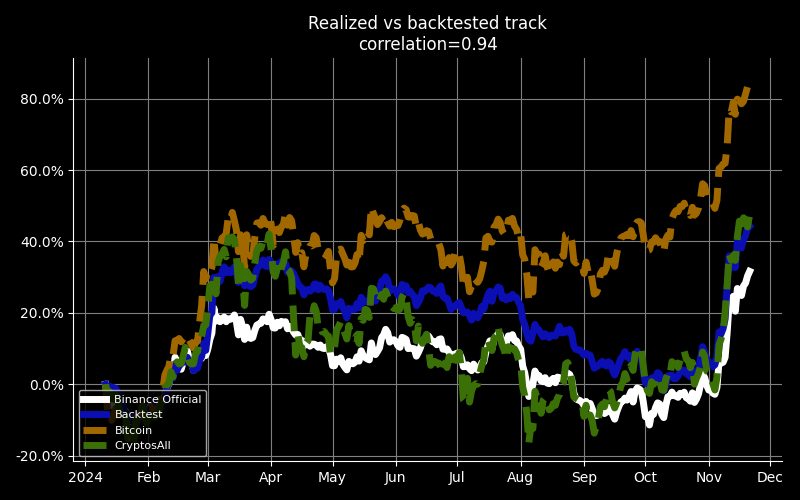 Realized vs backtested track
correlation=0.94
80.0%
60.0%
40.0%
20.0%
0.0%
-20.0%
Binance Official
Backtest
Bitcoin
CryptosAll
2024 Feb Mar Apr May Jun Jul Aug Sep Oct Nov Dec